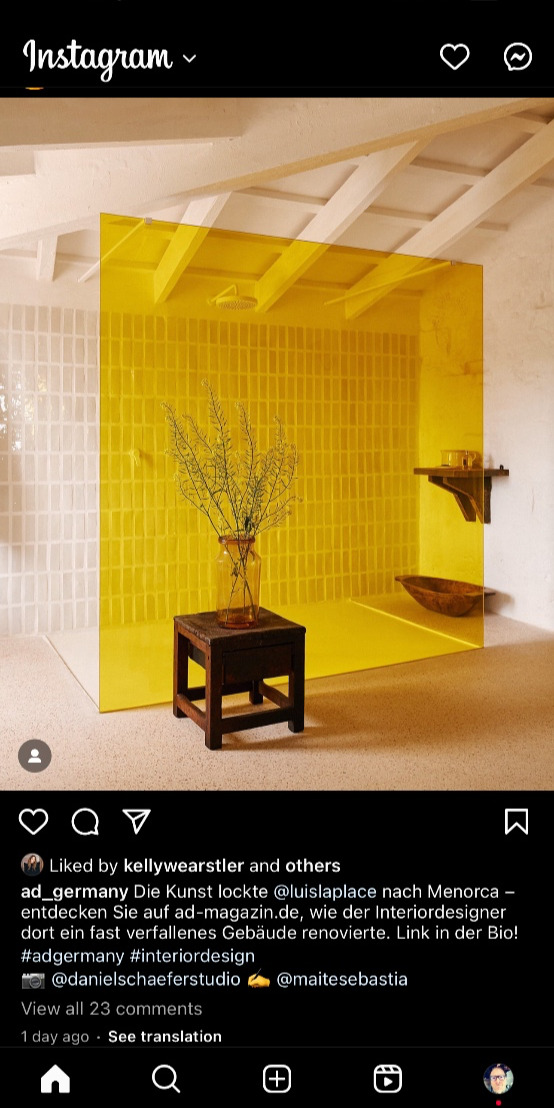 Instagram
Liked by kellywearstler and others
ad_germany Die Kunst lockte @luislaplace nach Menorca –
entdecken Sie auf ad-magazin.de, wie der Interiordesigner
dort ein fast verfallenes Gebäude renovierte. Link in der Bio!
#adgermany #interiordesign
📷 @danielschaeferstudio ✍️ @maitesebastia
View all 23 comments
1 day ago · See translation